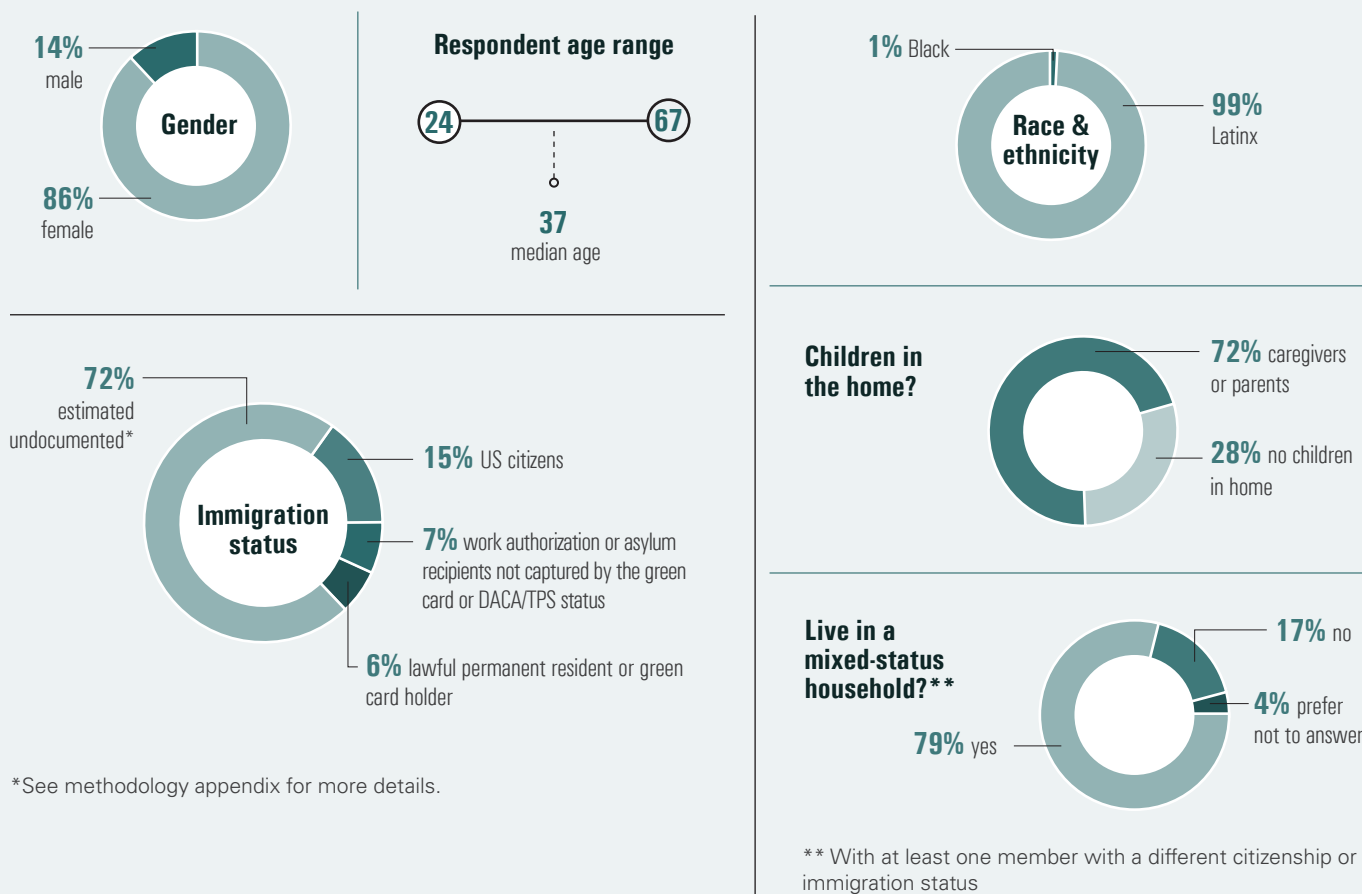 14%
male
Gender
86%
female
Respondent age range
24
67
37
median age
72%
estimated
undocumented*
Immigration
status
15% US citizens
7% work authorization or asylum
recipients not captured by the green
card or DACA/TPS status
6% lawful permanent resident or green
card holder
*See methodology appendix for more details.
1% Black
Race &
ethnicity
99%
Latinx
Children in
the home?
72% caregivers
or parents
28% no children
in home
Live in a
mixed-status
household?**
17% no
4% prefer
not to answer
79% yes
** With at least one member with a different citizenship or
immigration status